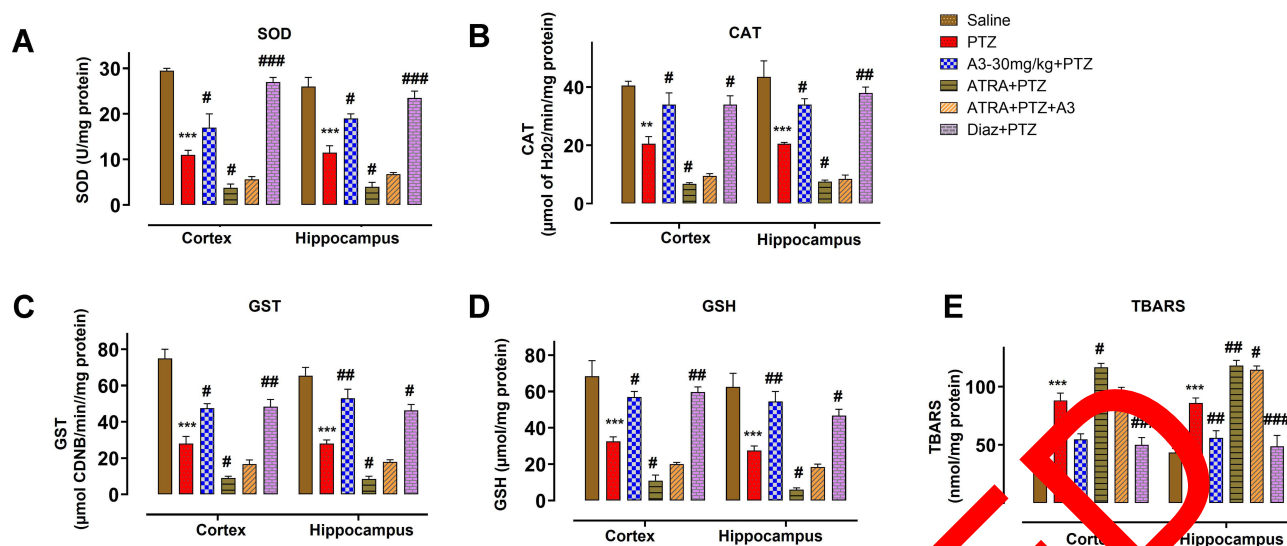 A
SOD
SOD (U/mg protein)
30
20
10
0
***
#
#
###
***
#
#
###
Cortex
Hippocampus
B
CAT
CAT
(µmol of H2O2/min/mg protein)
40
20
0
**
#
#
#
***
#
#
##
Cortex
Hippocampus
Saline
PTZ
A3-30mg/kg+PTZ
ATRA+PTZ
ATRA+PTZ+A3
Diaz+PTZ
C
GST
GST
(µmol CDNB/min//mg protein)
80
60
40
20
0
***
#
#
##
***
##
#
#
Cortex
Hippocampus
D
GSH
GSH (µmol/mg protein)
80
60
40
20
0
***
#
#
##
***
##
#
#
Cortex
Hippocampus
E
TBARS
TBARS
(nmol/mg protein)
100
50
***
#
***
##
##
#
###
Hippocampus